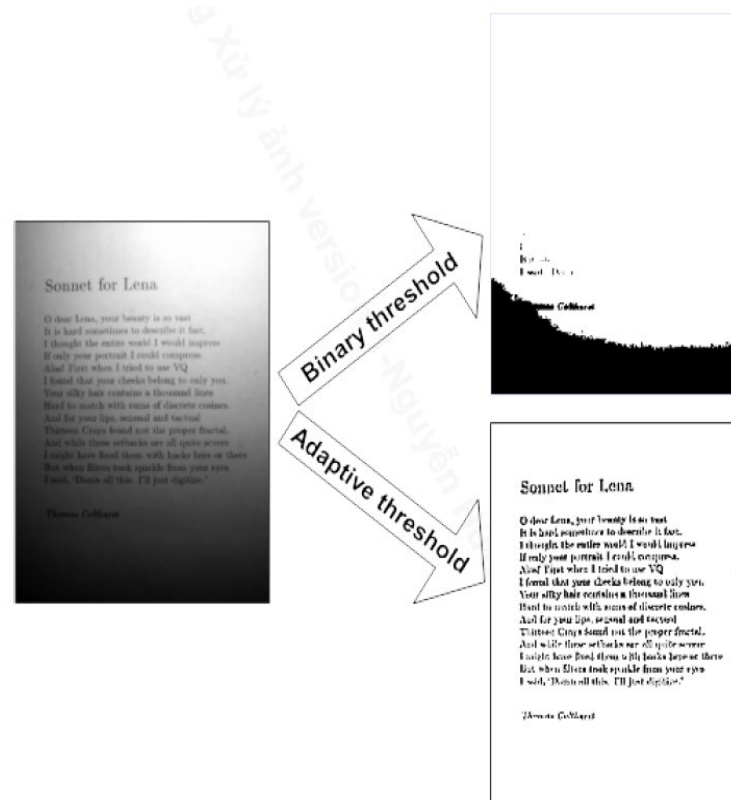 g Xử lý ảnh version
-Nguyễn
Sonnet for Lena
O dear Lena, your beauty is so vast
It is hard sometimes to describe it fast.
I thought the entire world I would impress
If only your portrait I could compress.
Alas! First when I tried to use VQ
I found that your cheeks belong to only you.
Your silky hair contains a thousand lines
Hard to match with sums of discrete cosines.
And for your lips, sensual and tactual
Thirteen Crays found not the proper fractal.
And while these setbacks are all quite severe
I might have fixed them with hacks here or there
But when filters took sparkle from your eyes
I said, 'Damn all this. I'll just digitize.'
Thomas Colthurst
Binary threshold
Adaptive threshold
Colthurst
Sonnet for Lena
O dear Lena, your beauty is so vast
It is hard sometimes to describe it fast.
I thought the entire world I would impress
If only your portrait I could compress.
Alas! First when I tried to use VQ
I found that your cheeks belong to only you.
Your silky hair contains a thousand lines
Hard to match with sums of discrete cosines.
And for your lips, sensual and tactual
Thirteen Crays found not the proper fractal.
And while these setbacks are all quite severe
I might have fixed them with hacks here or there
But when filters took sparkle from your eyes
I said, 'Damn all this. I'll just digitize.'
Thomas Colthurst